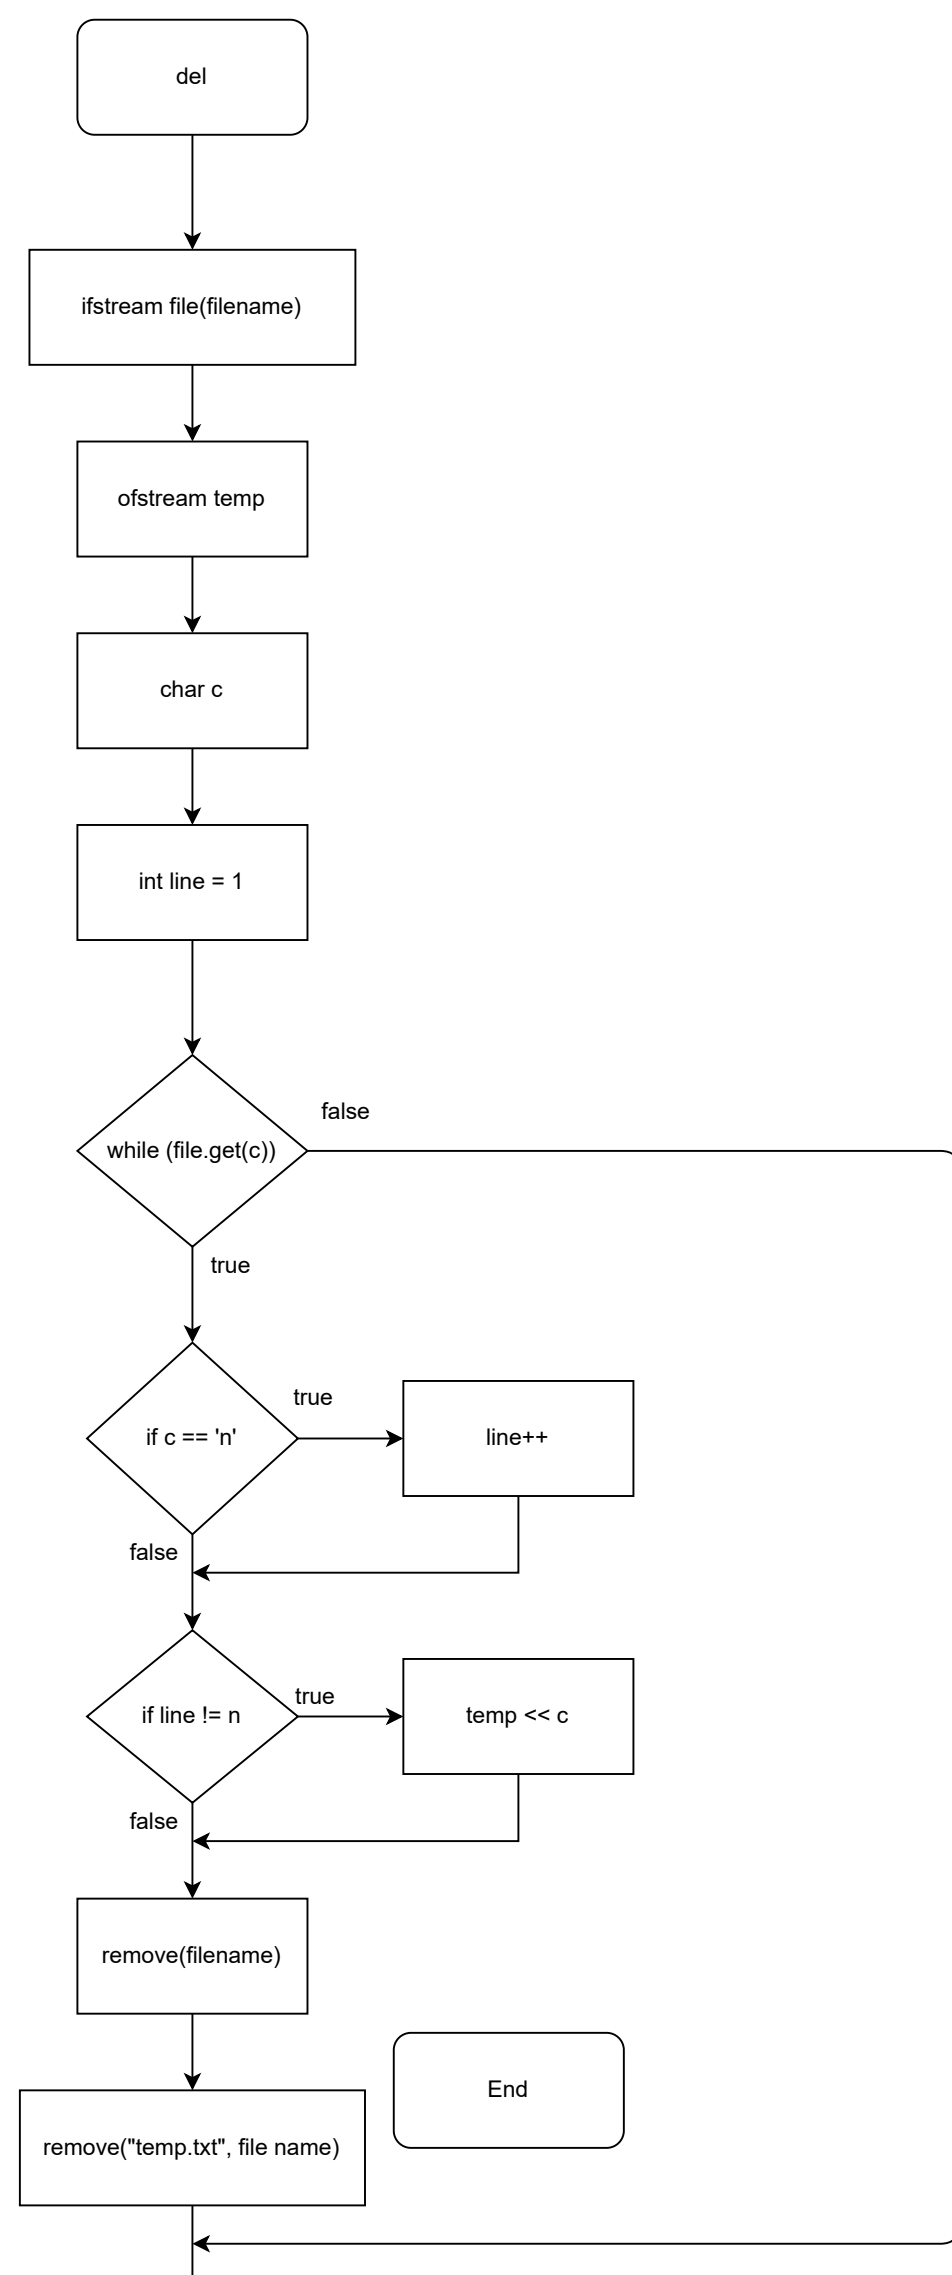 del
ifstream file(filename)
ofstream temp
char c
int line = 1
while (file.get(c))
false
true
if c == 'n'
true
line++
false
if line != n
true
temp << c
false
remove(filename)
End
remove("temp.txt", file name)